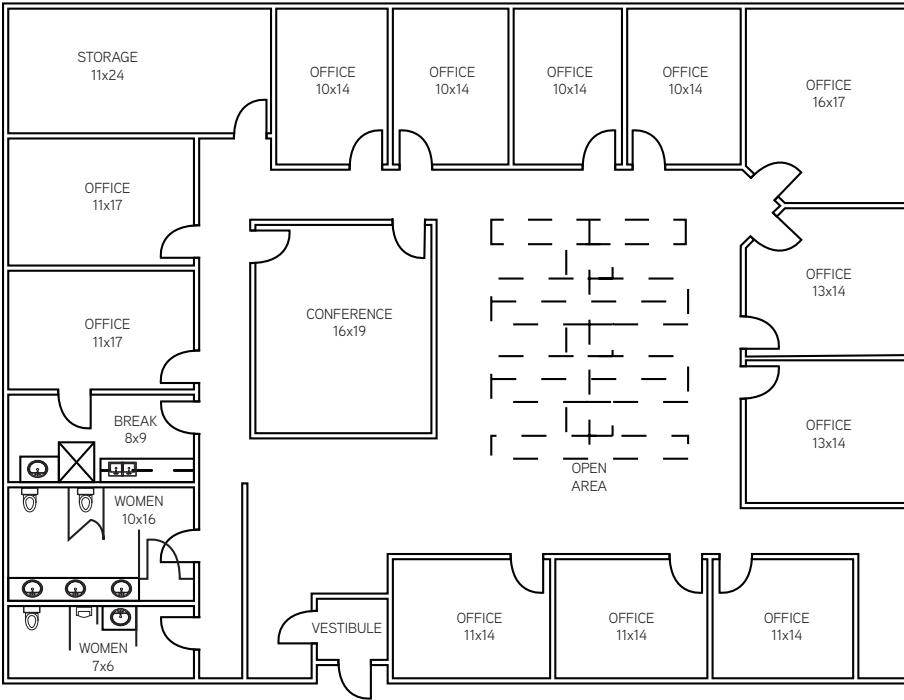 STORAGE
11x24
OFFICE
10x14
OFFICE
10x14
OFFICE
10x14
OFFICE
10x14
OFFICE
16x17
OFFICE
11x17
OFFICE
13x14
OFFICE
11x17
CONFERENCE
16x19
BREAK
8x9
OFFICE
13x14
OPEN
AREA
WOMEN
10x16
VESTIBULE
OFFICE
11x14
OFFICE
11x14
OFFICE
11x14
WOMEN
7x6